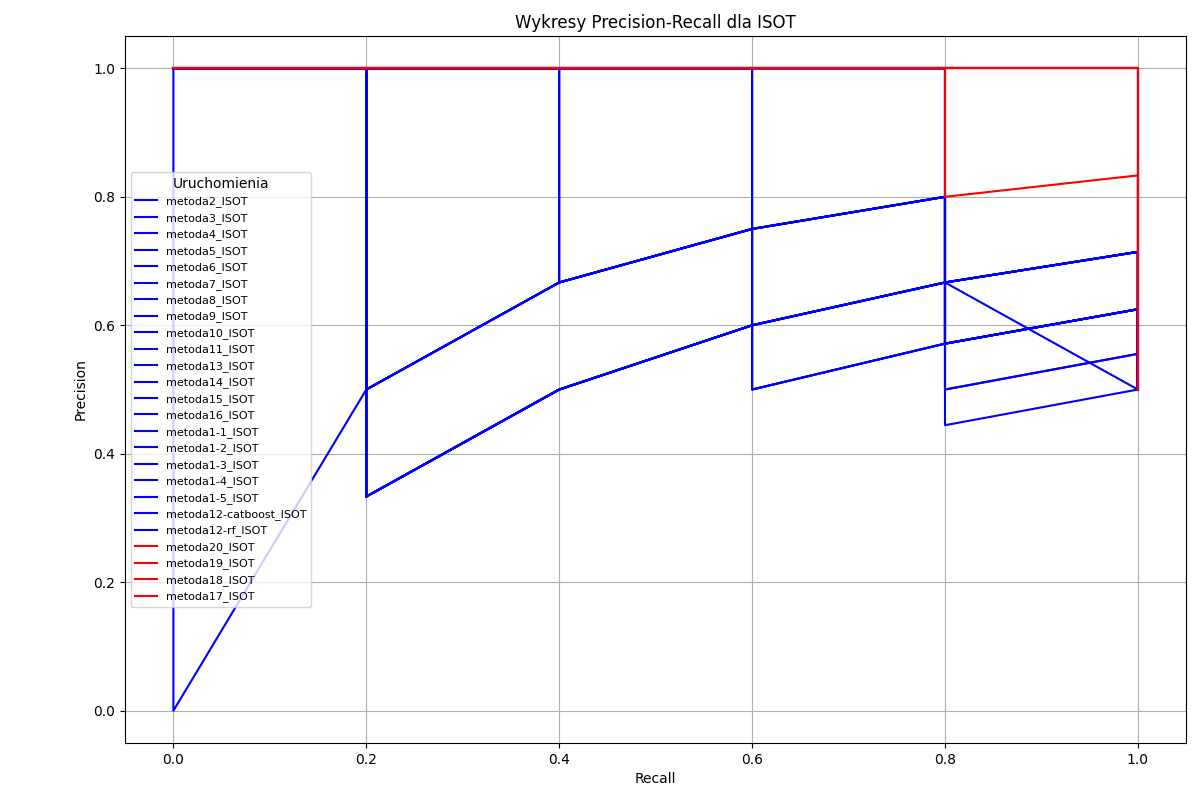 Wykresy Precision-Recall dla ISOT
1.0
0.8
0.6
0.4
0.2
0.0
Precision
Uruchomienia
metoda2_ISOT
metoda3_ISOT
metoda4_ISOT
metoda5_ISOT
metoda6_ISOT
metoda7_ISOT
metoda8_ISOT
metoda9_ISOT
metoda10_ISOT
metoda11_ISOT
metoda13_ISOT
metoda14_ISOT
metoda15_ISOT
metoda16_ISOT
metoda1-1_ISOT
metoda1-2_ISOT
metoda1-3_ISOT
metoda1-4_ISOT
metoda1-5_ISOT
metoda12-catboost_ISOT
metoda12-rf_ISOT
metoda20_ISOT
metoda19_ISOT
metoda18_ISOT
metoda17_ISOT
0.0 0.2 0.4 0.6 0.8 1.0
Recall